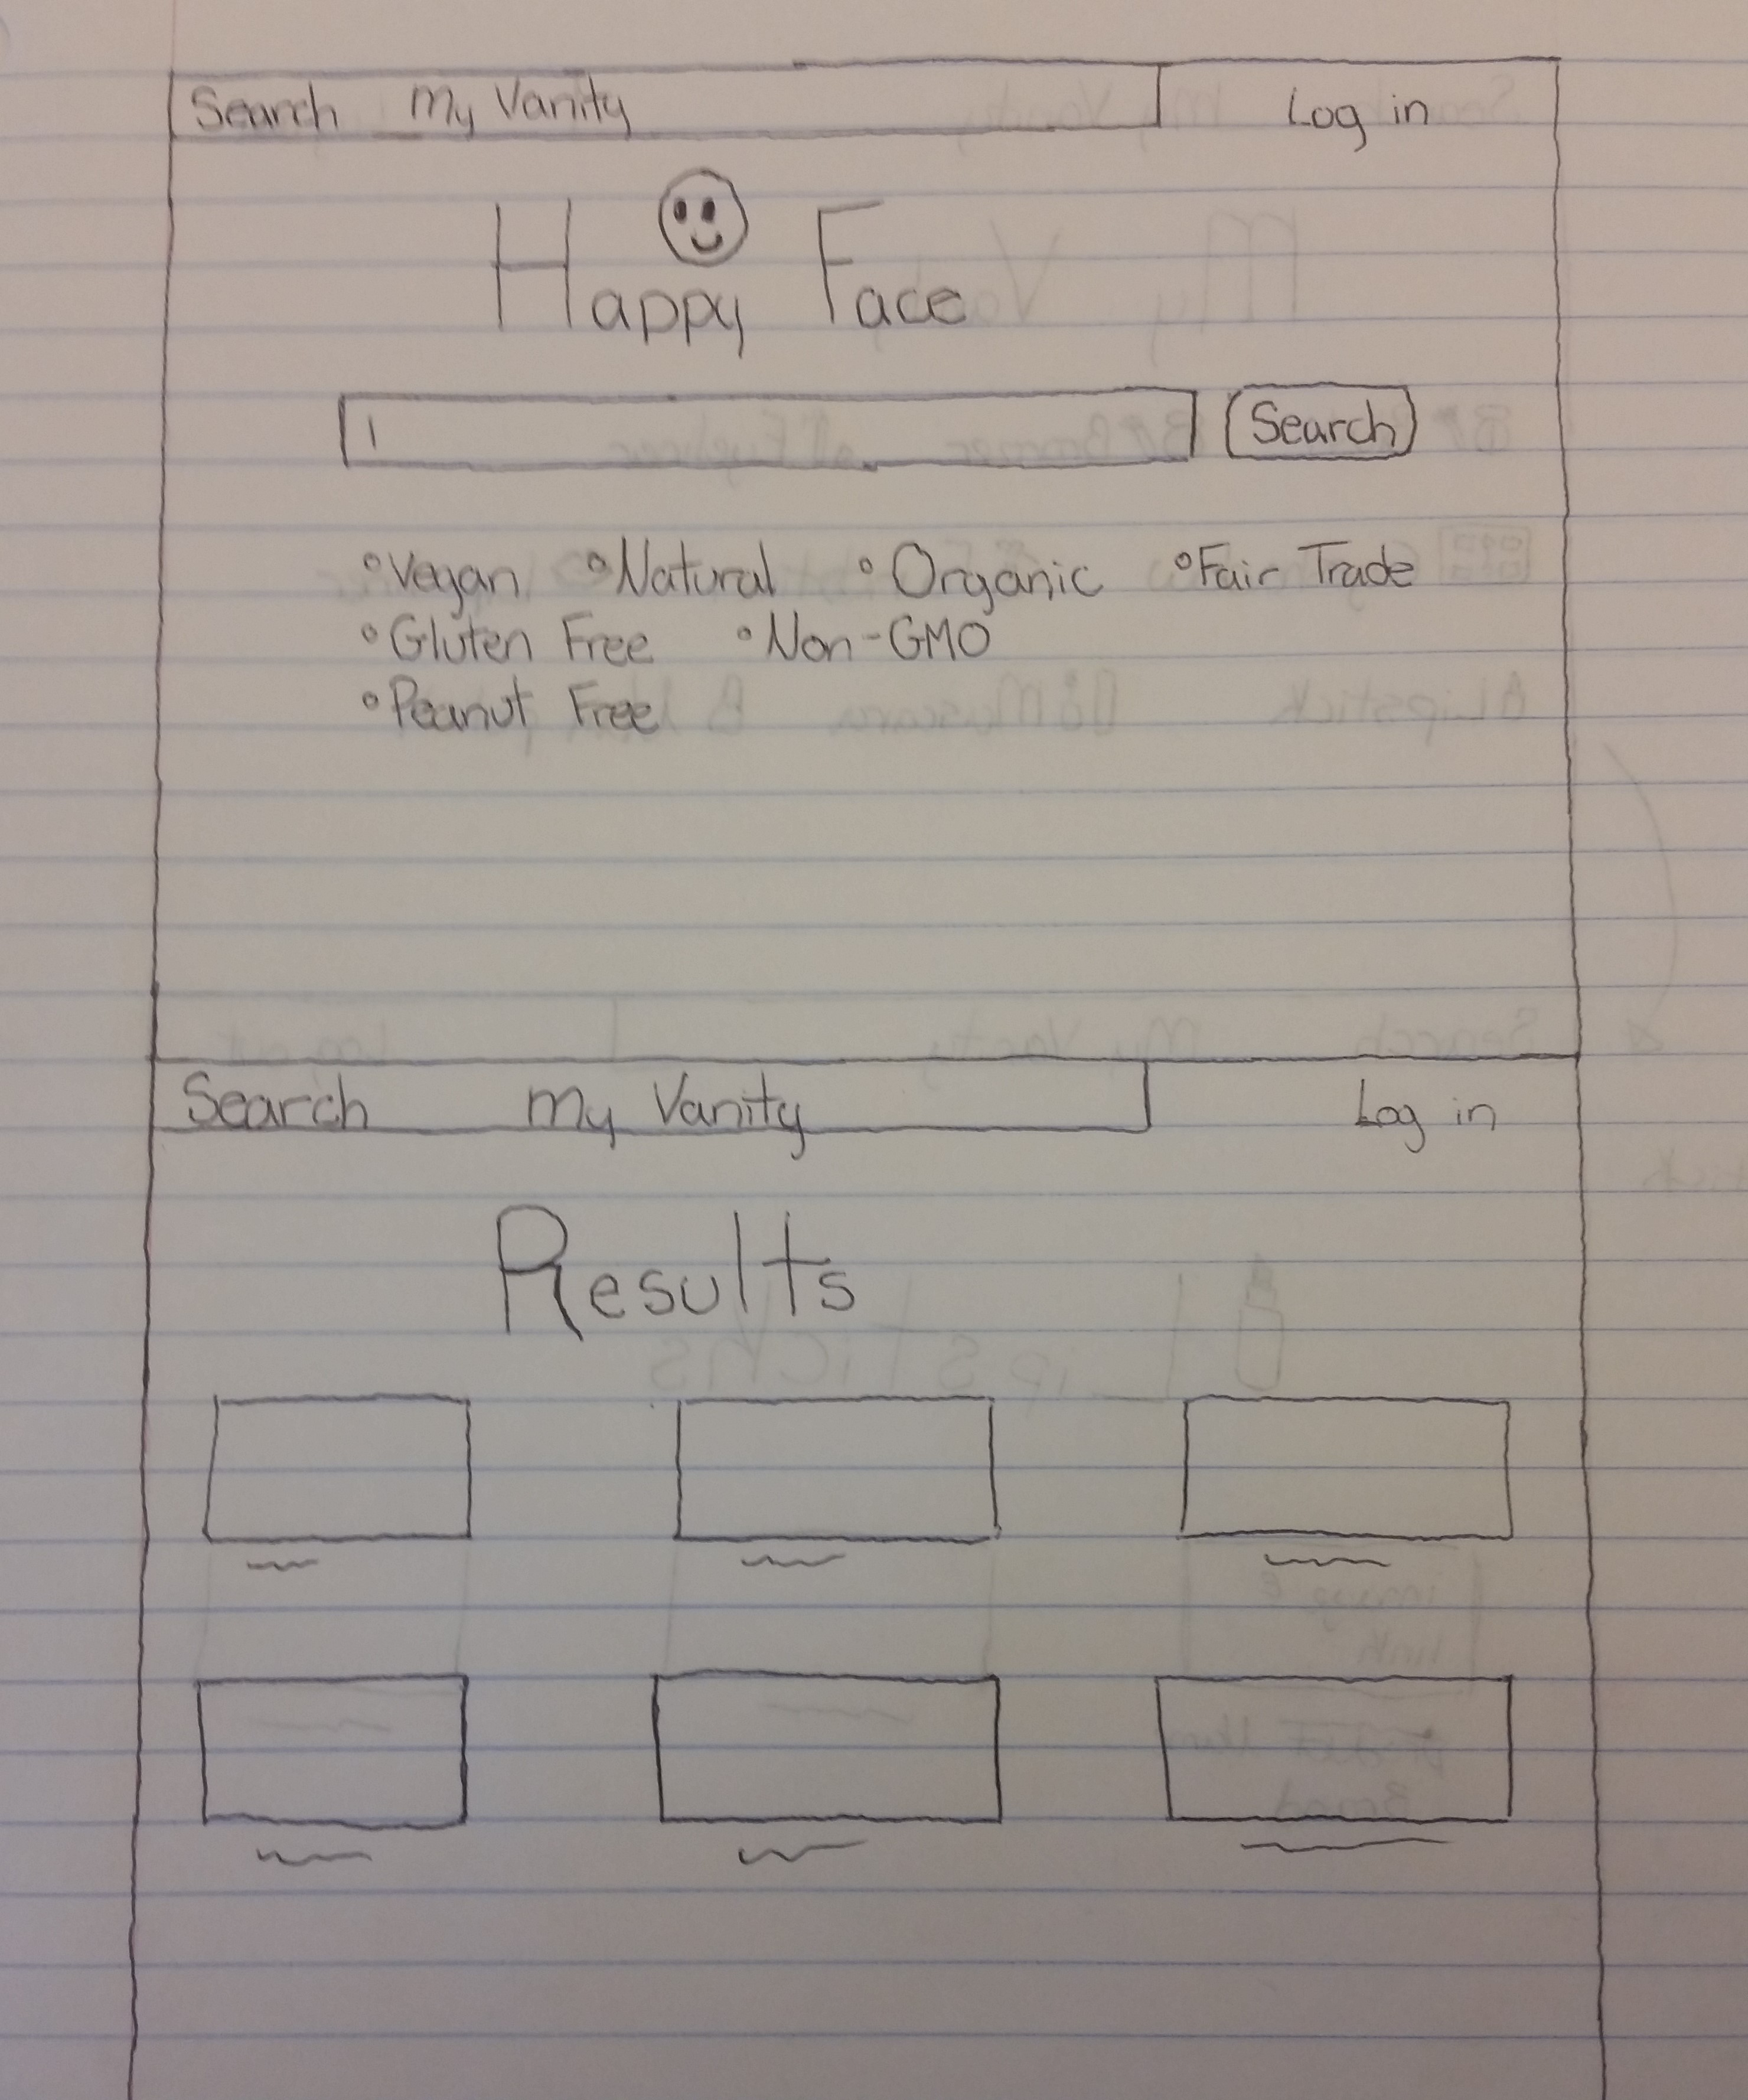 Search My Vanity Log in
Happy Face
Search
Vegan Natural Organic Fair Trade
Gluten Free Non-GMO
Peanut Free
Search My Vanity Log in
Results